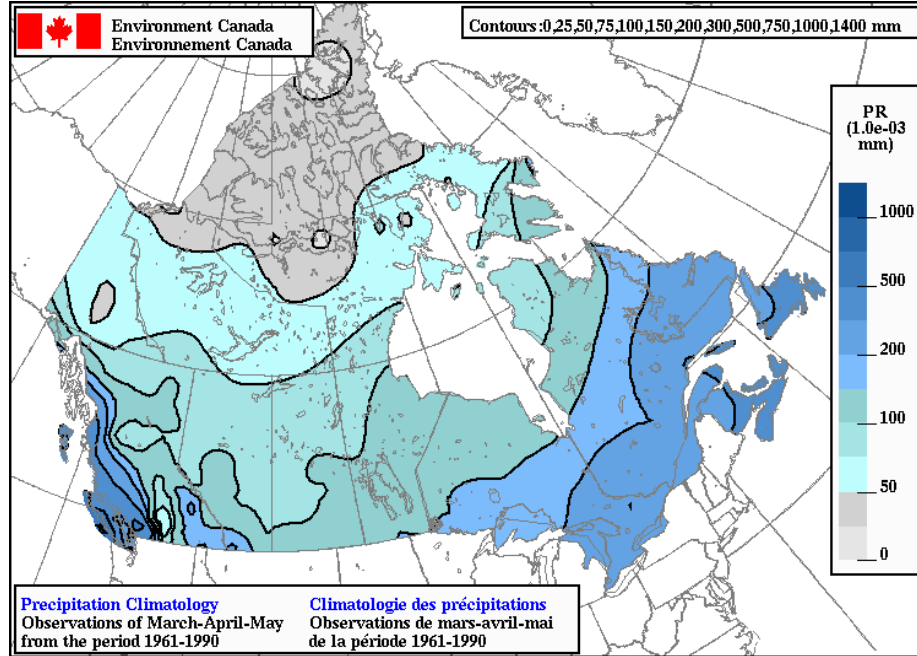 Environment Canada
Environnement Canada
Contours:0,25,50,75,100,150,200,300,500,750,1000,1400 mm
PR
(1.0e-03
mm)
1000
500
200
100
50
0
Precipitation Climatology
Observations of March-April-May
from the period 1961-1990
Climatologie des précipitations
Observations de mars-avril-mai
de la période 1961-1990